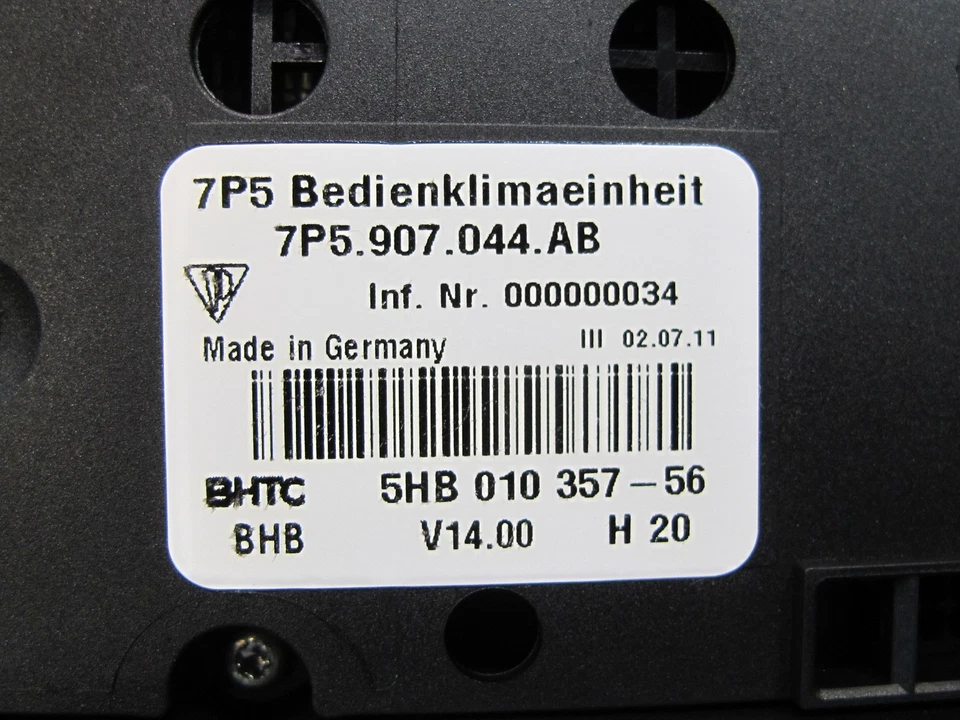 7P5 Bedienklimaeinheit
7P5.907.044.AB
Inf. Nr. 000000034
Made in Germany III 02.07.11
BHTC 5HB 010 357-56
BHB V14.00 H 20